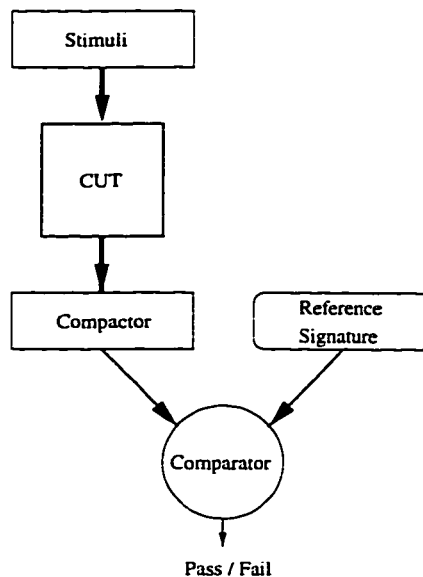 Stimuli
CUT
Compactor
Reference
Signature
Comparator
Pass / Fail